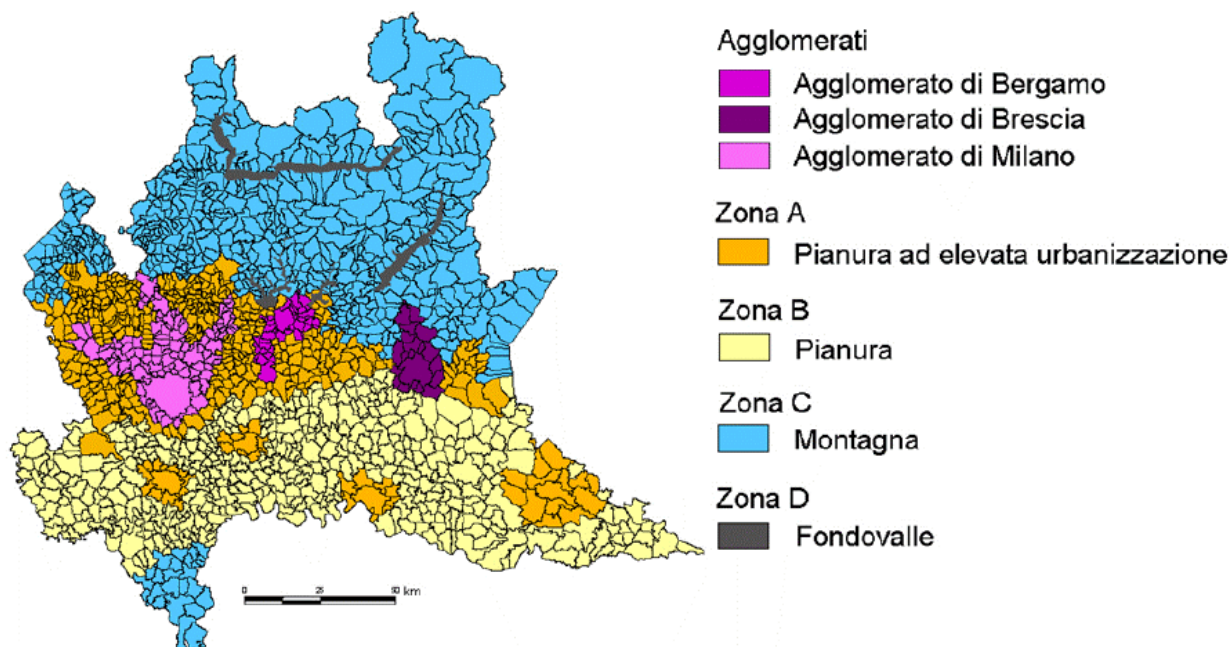 Agglomerati
Agglomerato di Bergamo
Agglomerato di Brescia
Agglomerato di Milano
Zona A
Pianura ad elevata urbanizzazione
Zona B
Pianura
Zona C
Montagna
Zona D
Fondovalle
0 25 50 km